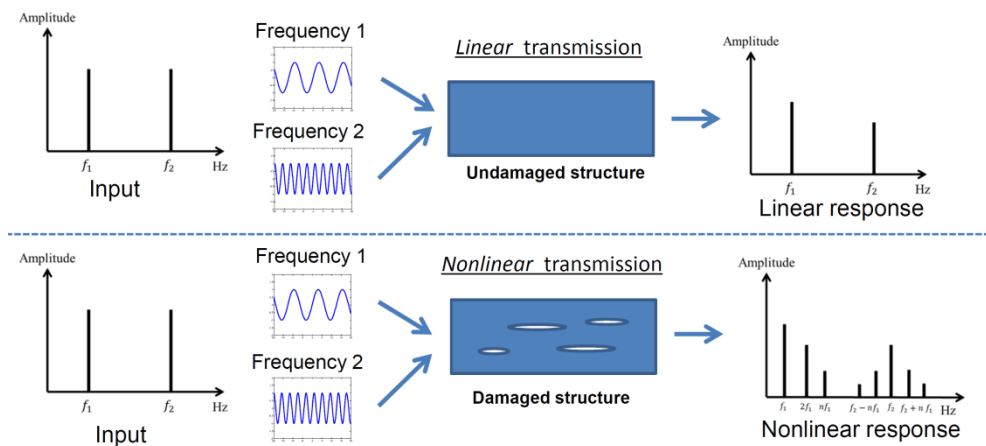 Amplitude
f₁
f₂
Hz
Input
Frequency 1
Frequency 2
Linear transmission
Undamaged structure
Amplitude
f₁
f₂
Hz
Linear response
Amplitude
f₁
f₂
Hz
Input
Frequency 1
Frequency 2
Nonlinear transmission
Damaged structure
Amplitude
f₁ 2f₁ nf₁ f₂ − nf₁ f₂ f₂ + n f₁
Hz
Nonlinear response